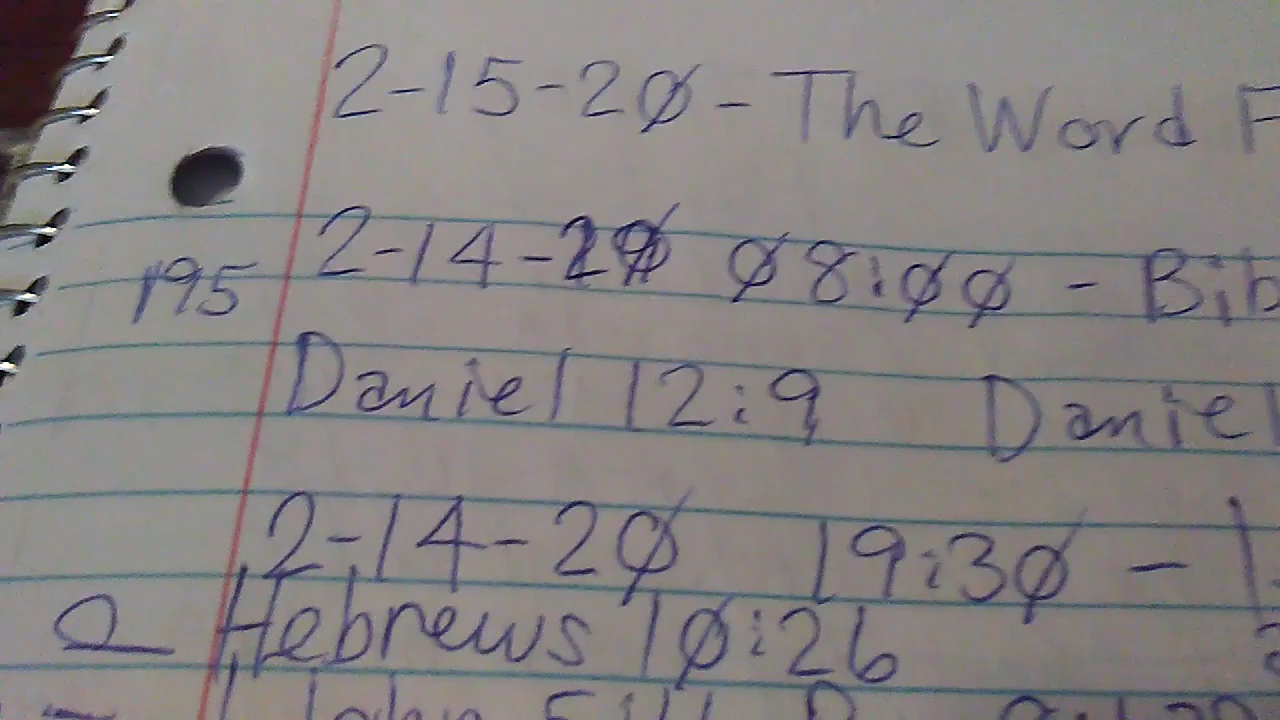 2-15-2Ø - The Word F
2-14-2Ø Ø8:ØØ - Bib
195
Daniel 12:9 Daniel
2-14-2Ø 19:3Ø -
Hebrews 1Ø:26